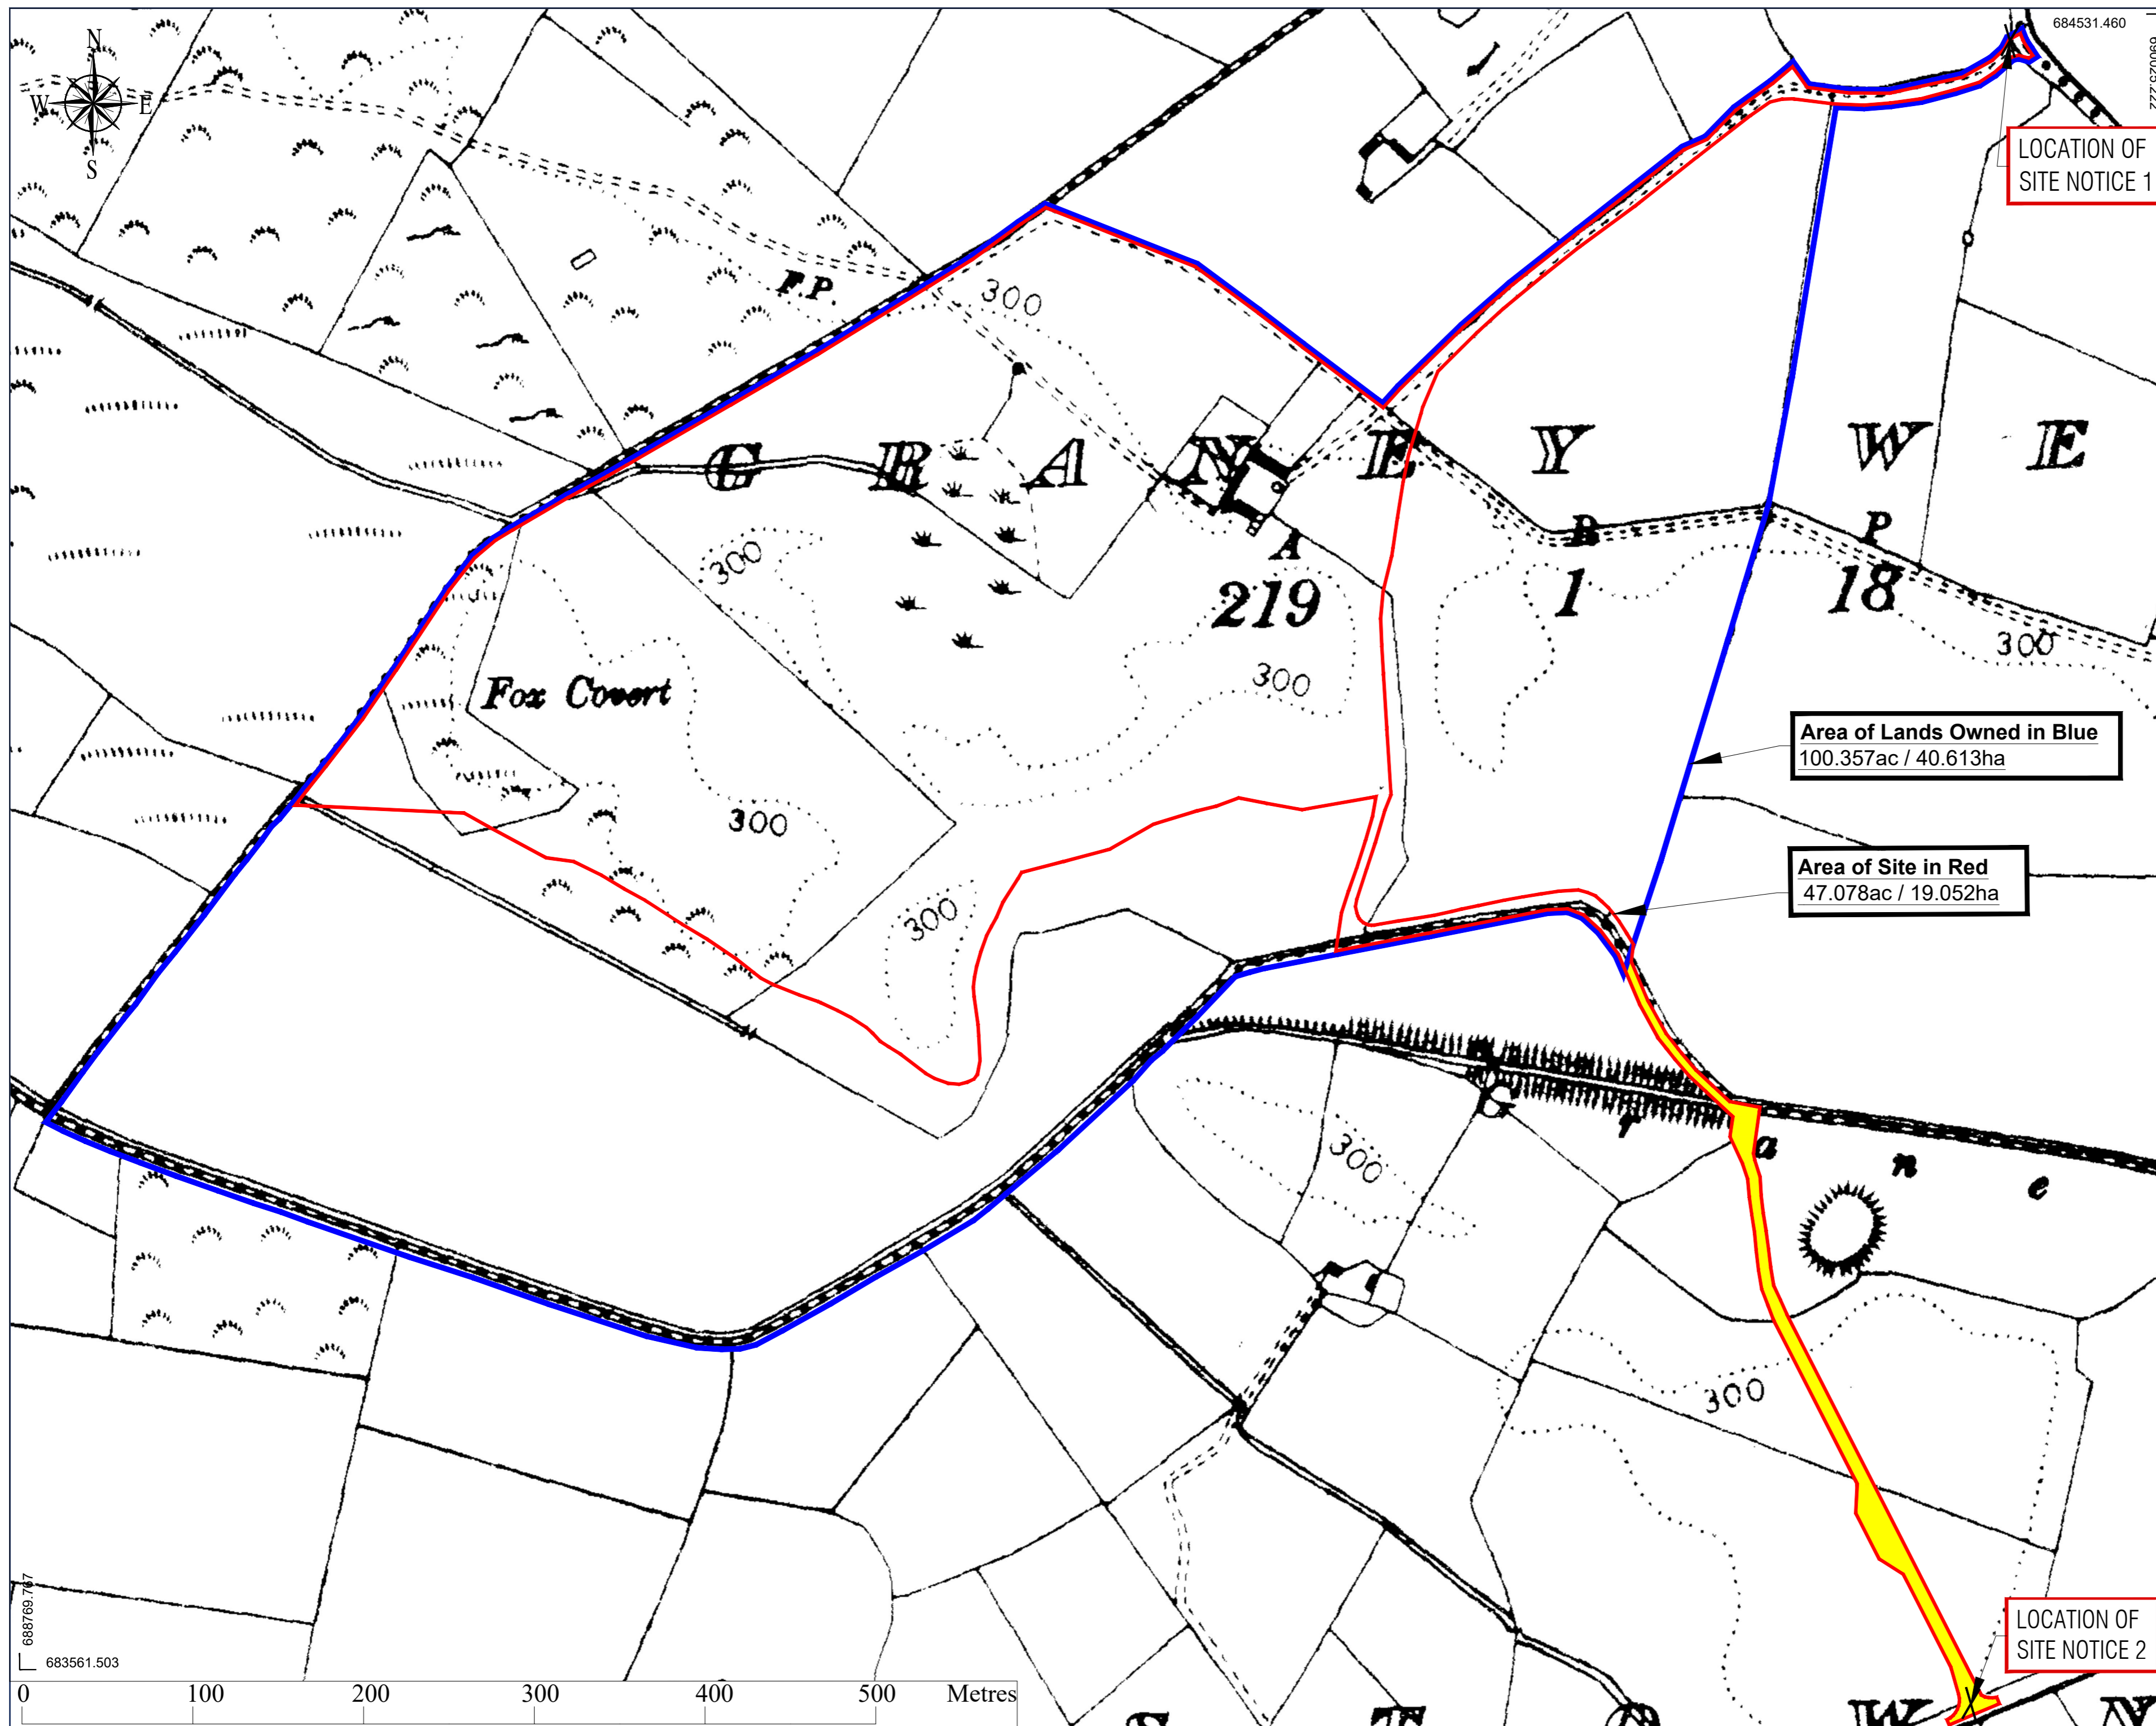 684531.460
N
W E
S
LOCATION OF
SITE NOTICE 1
F.P.
300
C R A N E Y W E
B P
A
300
219 1 18
300
300
Fox Covert
Area of Lands Owned in Blue
100.357ac / 40.613ha
300
Area of Site in Red
47.078ac / 19.052ha
300
G r a n e
300
300
688769.767
683561.503
LOCATION OF
SITE NOTICE 2
0 100 200 300 400 500 Metres
S T O W N